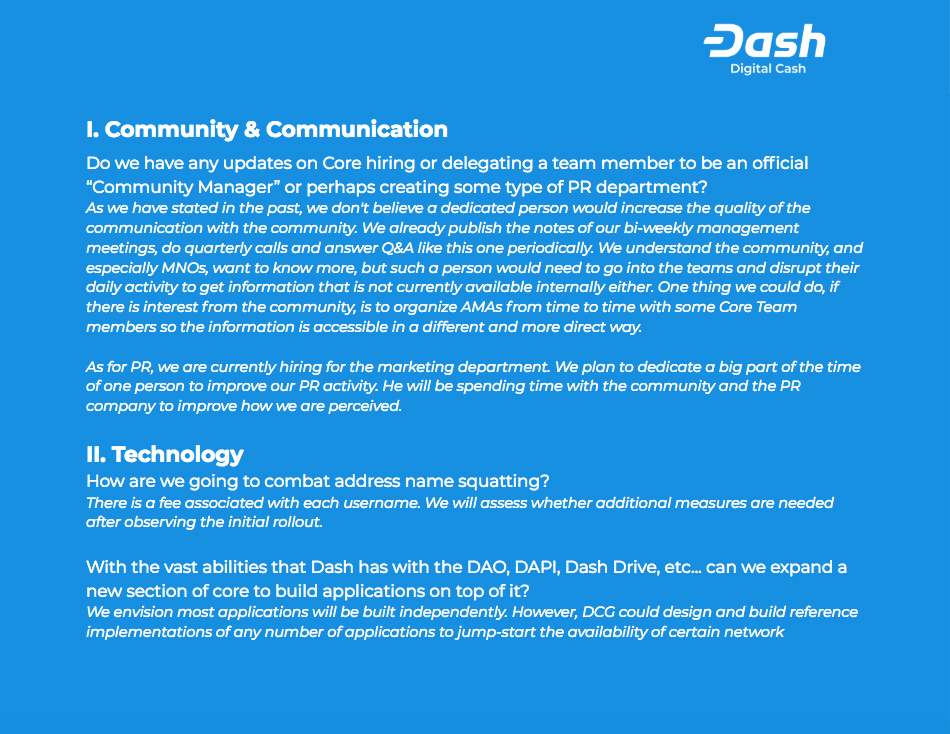 Dash
Digital Cash
I. Community & Communication
Do we have any updates on Core hiring or delegating a team member to be an official
“Community Manager” or perhaps creating some type of PR department?
As we have stated in the past, we don't believe a dedicated person would increase the quality of the
communication with the community. We already publish the notes of our bi-weekly management
meetings, do quarterly calls and answer Q&A like this one periodically. We understand the community, and
especially MNOs, want to know more, but such a person would need to go into the teams and disrupt their
daily activity to get information that is not currently available internally either. One thing we could do, if
there is interest from the community, is to organize AMAs from time to time with some Core Team
members so the information is accessible in a different and more direct way.
As for PR, we are currently hiring for the marketing department. We plan to dedicate a big part of the time
of one person to improve our PR activity. He will be spending time with the community and the PR
company to improve how we are perceived.
II. Technology
How are we going to combat address name squatting?
There is a fee associated with each username. We will assess whether additional measures are needed
after observing the initial rollout.
With the vast abilities that Dash has with the DAO, DAPI, Dash Drive, etc... can we expand a
new section of core to build applications on top of it?
We envision most applications will be built independently. However, DCG could design and build reference
implementations of any number of applications to jump-start the availability of certain network